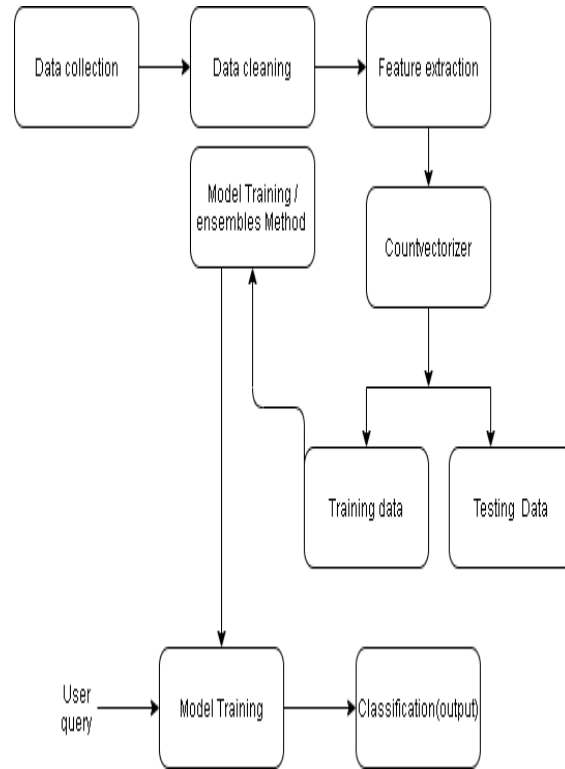 Data collection
Data cleaning
Feature extraction
Model Training /
ensembles Method
Countvectorizer
Training data
Testing Data
User
query
Model Training
Classification(output)